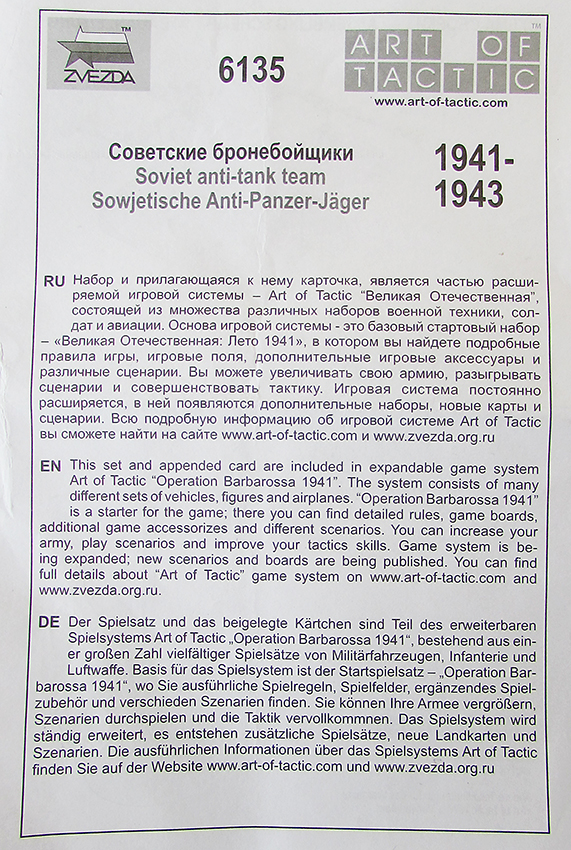 ™
ZVEZDA
6135
™
ART OF
TACTIC
www.art-of-tactic.com
Советские бронебойщики
Soviet anti-tank team
Sowjetische Anti-Panzer-Jäger
1941-
1943
RU Набор и прилагающаяся к нему карточка, является частью расши-
ряемой игровой системы – Art of Tactic “Великая Отечественная”,
состоящей из множества различных наборов военной техники, сол-
дат и авиации. Основа игровой системы - это базовый стартовый набор
– «Великая Отечественная: Лето 1941», в котором вы найдете подробные
правила игры, игровые поля, дополнительные игровые аксессуары и
различные сценарии. Вы можете увеличивать свою армию, разыгрывать
сценарии и совершенствовать тактику. Игровая система постоянно
расширяется, в ней появляются дополнительные наборы, новые карты и
сценарии. Всю подробную информацию об игровой системе Art of Tactic
вы сможете найти на сайте www.art-of-tactic.com и www.zvezda.org.ru
EN This set and appended card are included in expandable game system
Art of Tactic “Operation Barbarossa 1941”. The system consists of many
different sets of vehicles, figures and airplanes. “Operation Barbarossa 1941”
is a starter for the game; there you can find detailed rules, game boards,
additional game accessorizes and different scenarios. You can increase your
army, play scenarios and improve your tactics skills. Game system is be-
ing expanded; new scenarios and boards are being published. You can find
full details about “Art of Tactic” game system on www.art-of-tactic.com and
www.zvezda.org.ru.
DE Der Spielsatz und das beigelegte Kärtchen sind Teil des erweiterbaren
Spielsystems Art of Tactic „Operation Barbarossa 1941“, bestehend aus ein-
er großen Zahl vielfältiger Spielsätze von Militärfahrzeugen, Infanterie und
Luftwaffe. Basis für das Spielsystem ist der Startspielsatz – „Operation Bar-
barossa 1941“, wo Sie ausführliche Spielregeln, Spielfelder, ergänzendes Spiel-
zubehör und verschieden Szenarien finden. Sie können Ihre Armee vergrößern,
Szenarien durchspielen und die Taktik vervollkommnen. Das Spielsystem wird
ständig erweitert, es entstehen zusätzliche Spielsätze, neue Landkarten und
Szenarien. Die ausführlichen Informationen über das Spielsystems Art of Tactic
finden Sie auf der Website www.art-of-tactic.com und www.zvezda.org.ru